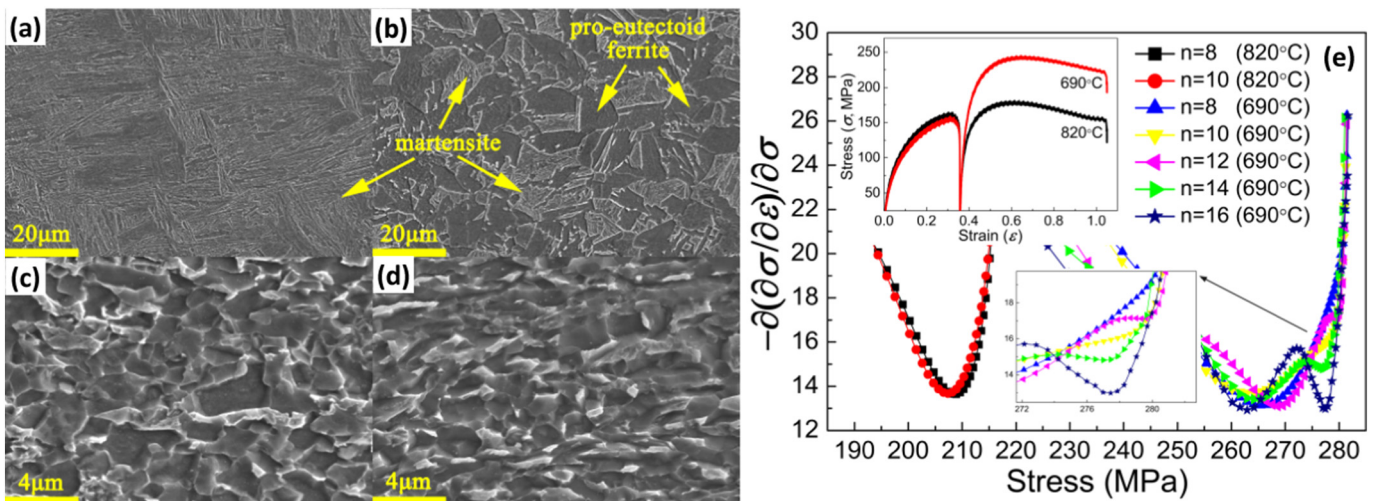 (a)
20μm
(b)
pro-eutectoid
ferrite
martensite
20μm
(c)
4μm
(d)
4μm
(e)
−∂(∂σ/∂ε)/∂σ
30
28
26
24
22
20
18
16
14
12
190 200 210 220 230 240 250 260 270 280
Stress (MPa)
n=8 (820°C)
n=10 (820°C)
n=8 (690°C)
n=10 (690°C)
n=12 (690°C)
n=14 (690°C)
n=16 (690°C)
Stress (σ, MPa)
250
200
150
100
50
0.0 0.2 0.4 0.6 0.8 1.0
Strain (ε)
690°C
820°C
18
16
14
272 276 280